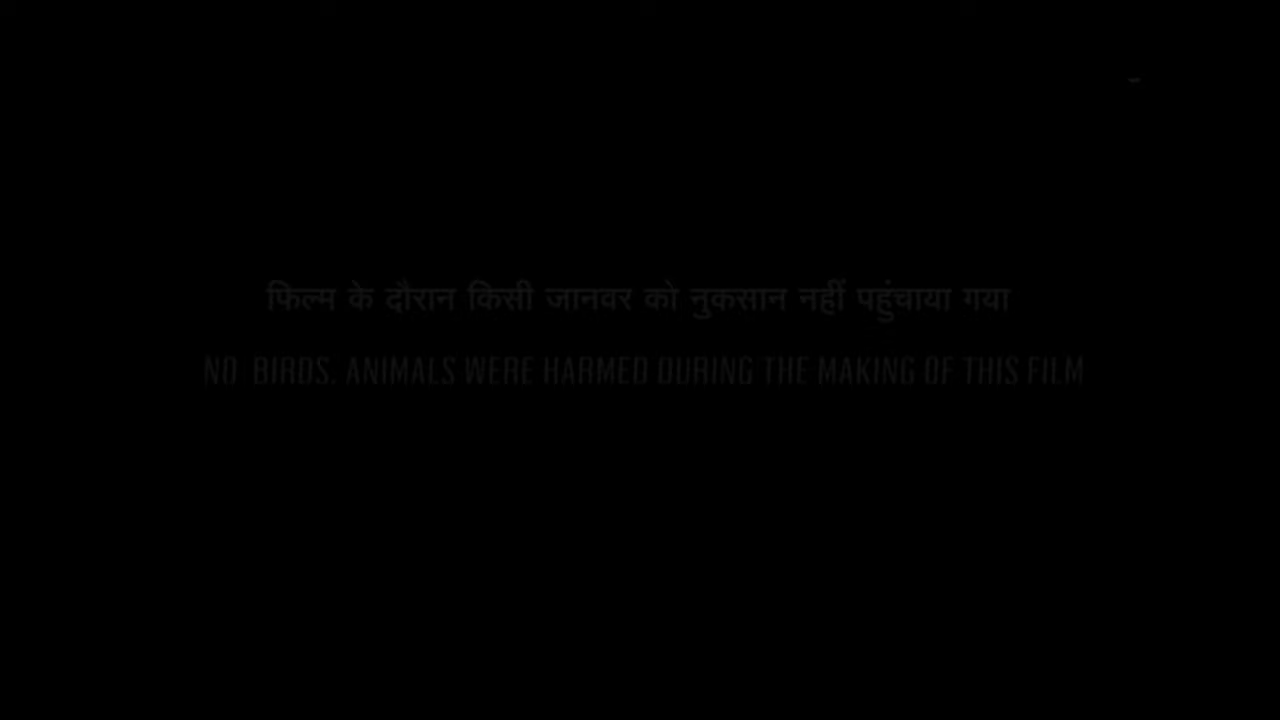 फिल्म के दौरान किसी जानवर को नुकसान नहीं पहुंचाया गया
NO BIRDS, ANIMALS WERE HARMED DURING THE MAKING OF THIS FILM